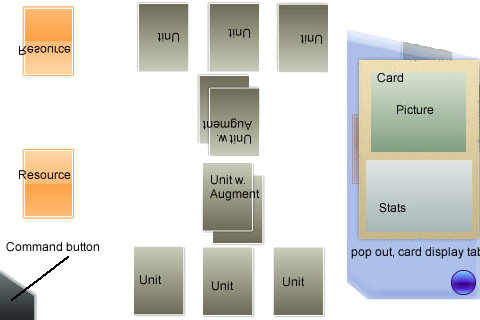 Resource
Unit
Unit
Unit
Unit w.
Augment
Card
Picture
Resource
Unit w.
Augment
Stats
Command button
pop out, card display tab
Unit
Unit
Unit